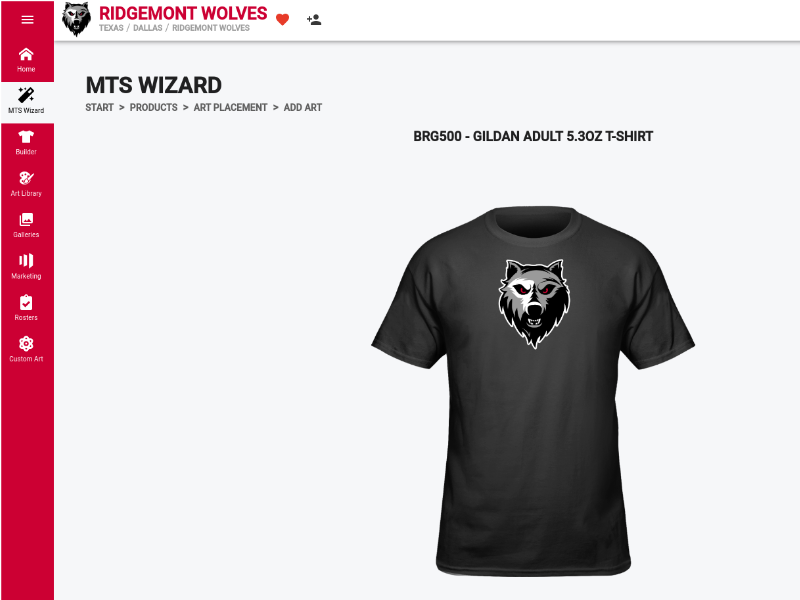 RIDGEMONT WOLVES
TEXAS / DALLAS / RIDGEMONT WOLVES
Home
MTS Wizard
Builder
Art Library
Galleries
Marketing
Rosters
Custom Art
MTS WIZARD
START > PRODUCTS > ART PLACEMENT > ADD ART
BRG500 - GILDAN ADULT 5.3OZ T-SHIRT